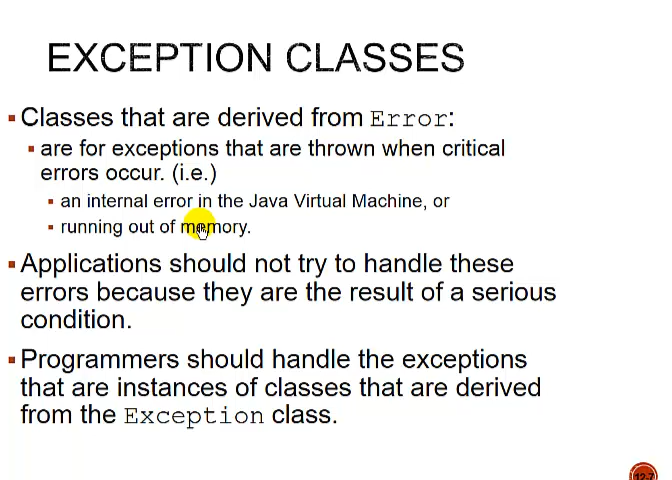 EXCEPTION CLASSES
Classes that are derived from Error:
are for exceptions that are thrown when critical
errors occur. (i.e.)
an internal error in the Java Virtual Machine, or
running out of memory.
Applications should not try to handle these
errors because they are the result of a serious
condition.
Programmers should handle the exceptions
that are instances of classes that are derived
from the Exception class.
12-7